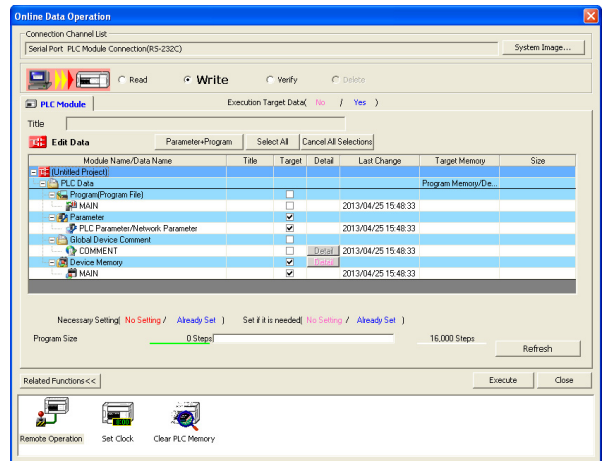 Online Data Operation
Connection Channel List
Serial Port PLC Module Connection(RS-232C)
System Image...
Read Write Verify Delete
PLC Module Execution Target Data( No / Yes )
Title
Edit Data Parameter+Program Select All Cancel All Selections
Module Name/Data Name Title Target Detail Last Change Target Memory Size
(Untitled Project)
PLC Data Program Memory/De...
Program(Program File)
MAIN 2013/04/25 15:48:33
Parameter
PLC Parameter/Network Parameter 2013/04/25 15:48:33
Global Device Comment
COMMENT Detail 2013/04/25 15:48:33
Device Memory Detail
MAIN 2013/04/25 15:48:33
Necessary Setting( No Setting / Already Set ) Set if it is needed( No Setting / Already Set )
Program Size 0 Steps 16,000 Steps
Refresh
Related Functions<< Execute Close
Remote Operation Set Clock Clear PLC Memory